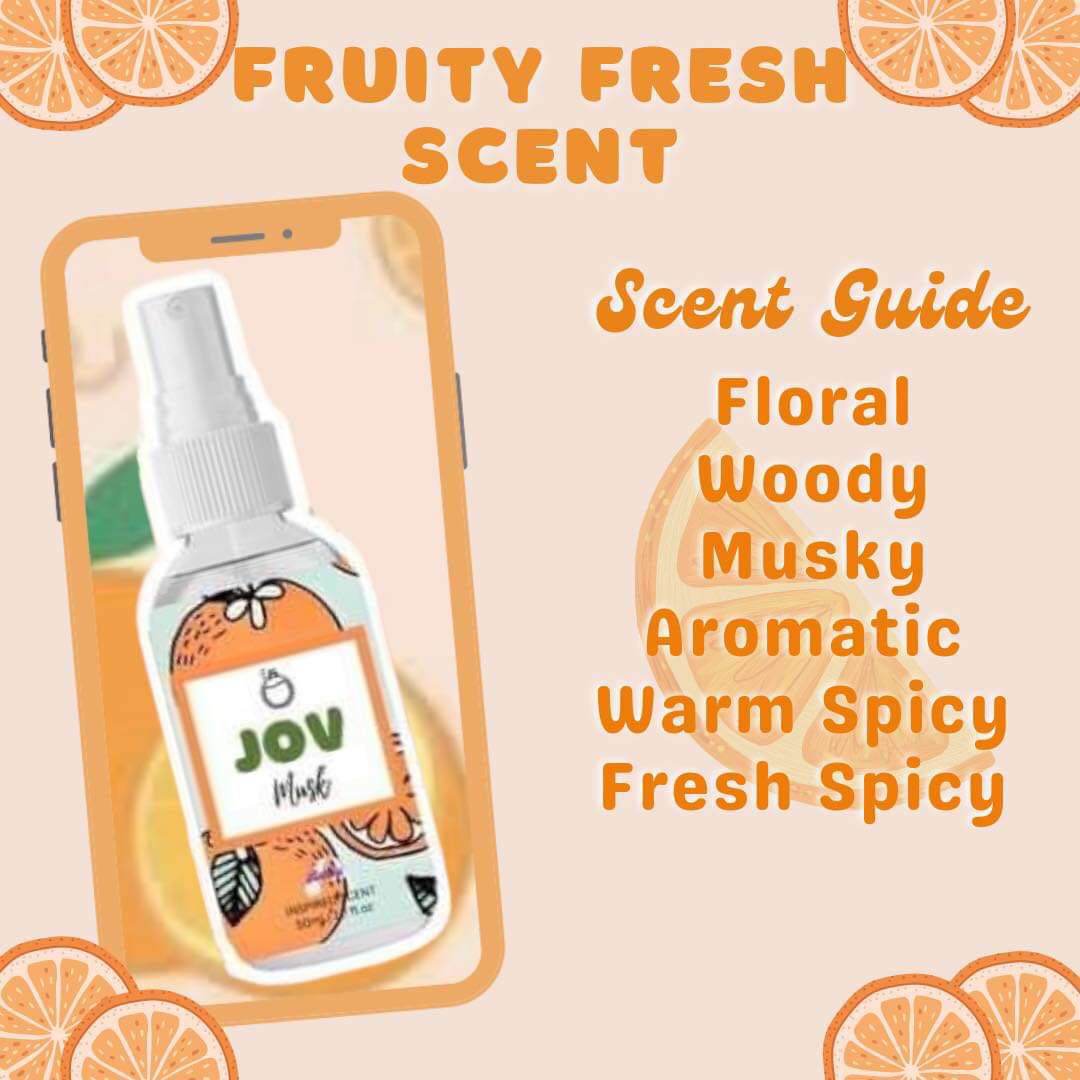 FRUITY FRESH
SCENT
Scent Guide
Floral
Woody
Musky
Aromatic
Warm Spicy
Fresh Spicy
JOV
Musk